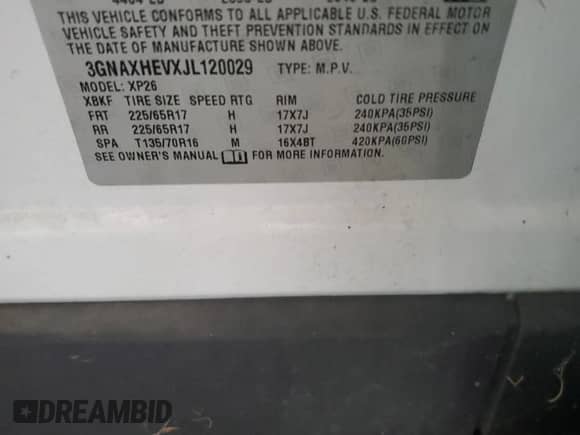 THIS VEHICLE CONFORMS TO ALL APPLICABLE U.S. FEDERAL MOTOR
VEHICLE SAFETY AND THEFT PREVENTION STANDARDS IN EFFECT ON
THE DATE OF MANUFACTURE SHOWN ABOVE.
3GNAXHEVXJL120029 TYPE: M.P.V.
MODEL: XP26
XBKF TIRE SIZE SPEED RTG RIM COLD TIRE PRESSURE
FRT 225/65R17 H 17X7J 240KPA(35PSI)
RR 225/65R17 H 17X7J 240KPA(35PSI)
SPA T135/70R16 M 16X4BT 420KPA(60PSI)
SEE OWNER'S MANUAL FOR MORE INFORMATION.
DREAMBID